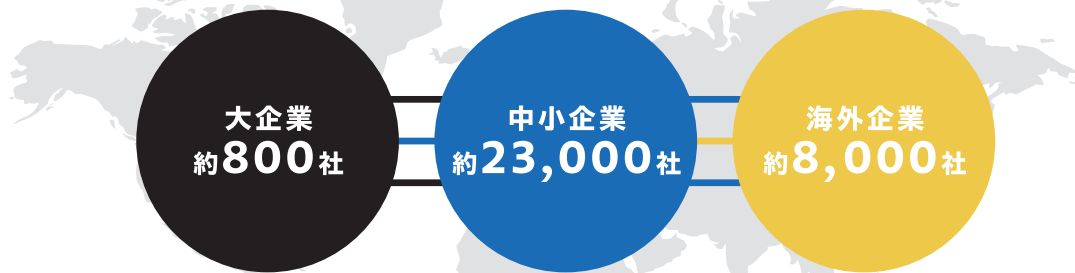 大企業
約800社
中小企業
約23,000社
海外企業
約8,000社